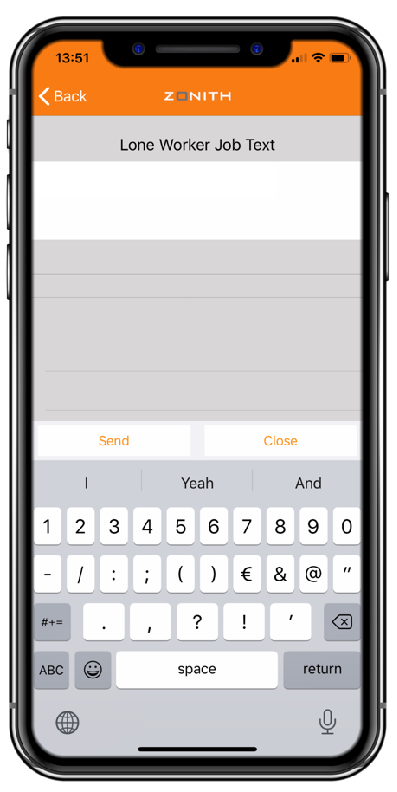 13:51
Back ZONITH
Lone Worker Job Text
Send Close
I Yeah And
1 2 3 4 5 6 7 8 9 0
- / : ; ( ) € & @ "
#+= . , ? ! '
ABC space return